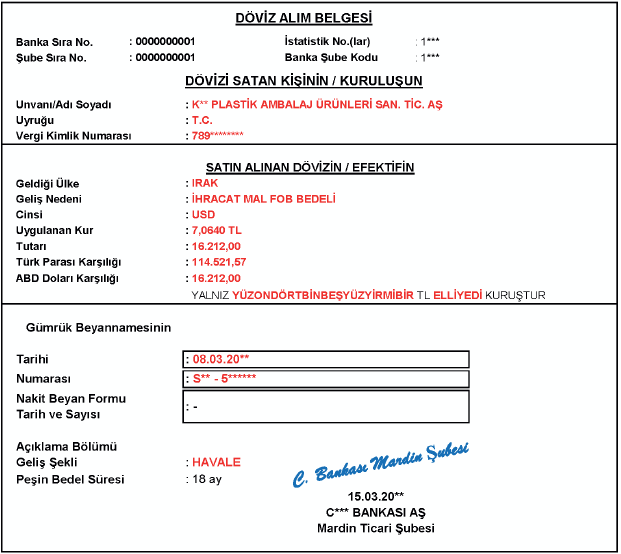 DÖVİZ ALIM BELGESİ
Banka Sıra No. : 0000000001 İstatistik No.(lar) : 1***
Şube Sıra No. : 0000000001 Banka Şube Kodu : 1***
DÖVİZİ SATAN KİŞİNİN / KURULUŞUN
Unvanı/Adı Soyadı : K** PLASTİK AMBALAJ ÜRÜNLERİ SAN. TİC. AŞ
Uyruğu : T.C.
Vergi Kimlik Numarası : 789********
SATIN ALINAN DÖVİZİN / EFEKTİFİN
Geldiği Ülke : IRAK
Geliş Nedeni : İHRACAT MAL FOB BEDELİ
Cinsi : USD
Uygulanan Kur : 7,0640 TL
Tutarı : 16.212,00
Türk Parası Karşılığı : 114.521,57
ABD Doları Karşılığı : 16.212,00
YALNIZ YÜZONDÖRTBİNBEŞYÜZYİRMİBİR TL ELLİYEDİ KURUŞTUR
Gümrük Beyannamesinin
Tarihi : 08.03.20**
Numarası : S** - 5******
Nakit Beyan Formu
Tarih ve Sayısı : -
Açıklama Bölümü
Geliş Şekli : HAVALE
Peşin Bedel Süresi : 18 ay
C. Bankası Mardin Şubesi
15.03.20**
C*** BANKASI AŞ
Mardin Ticari Şubesi